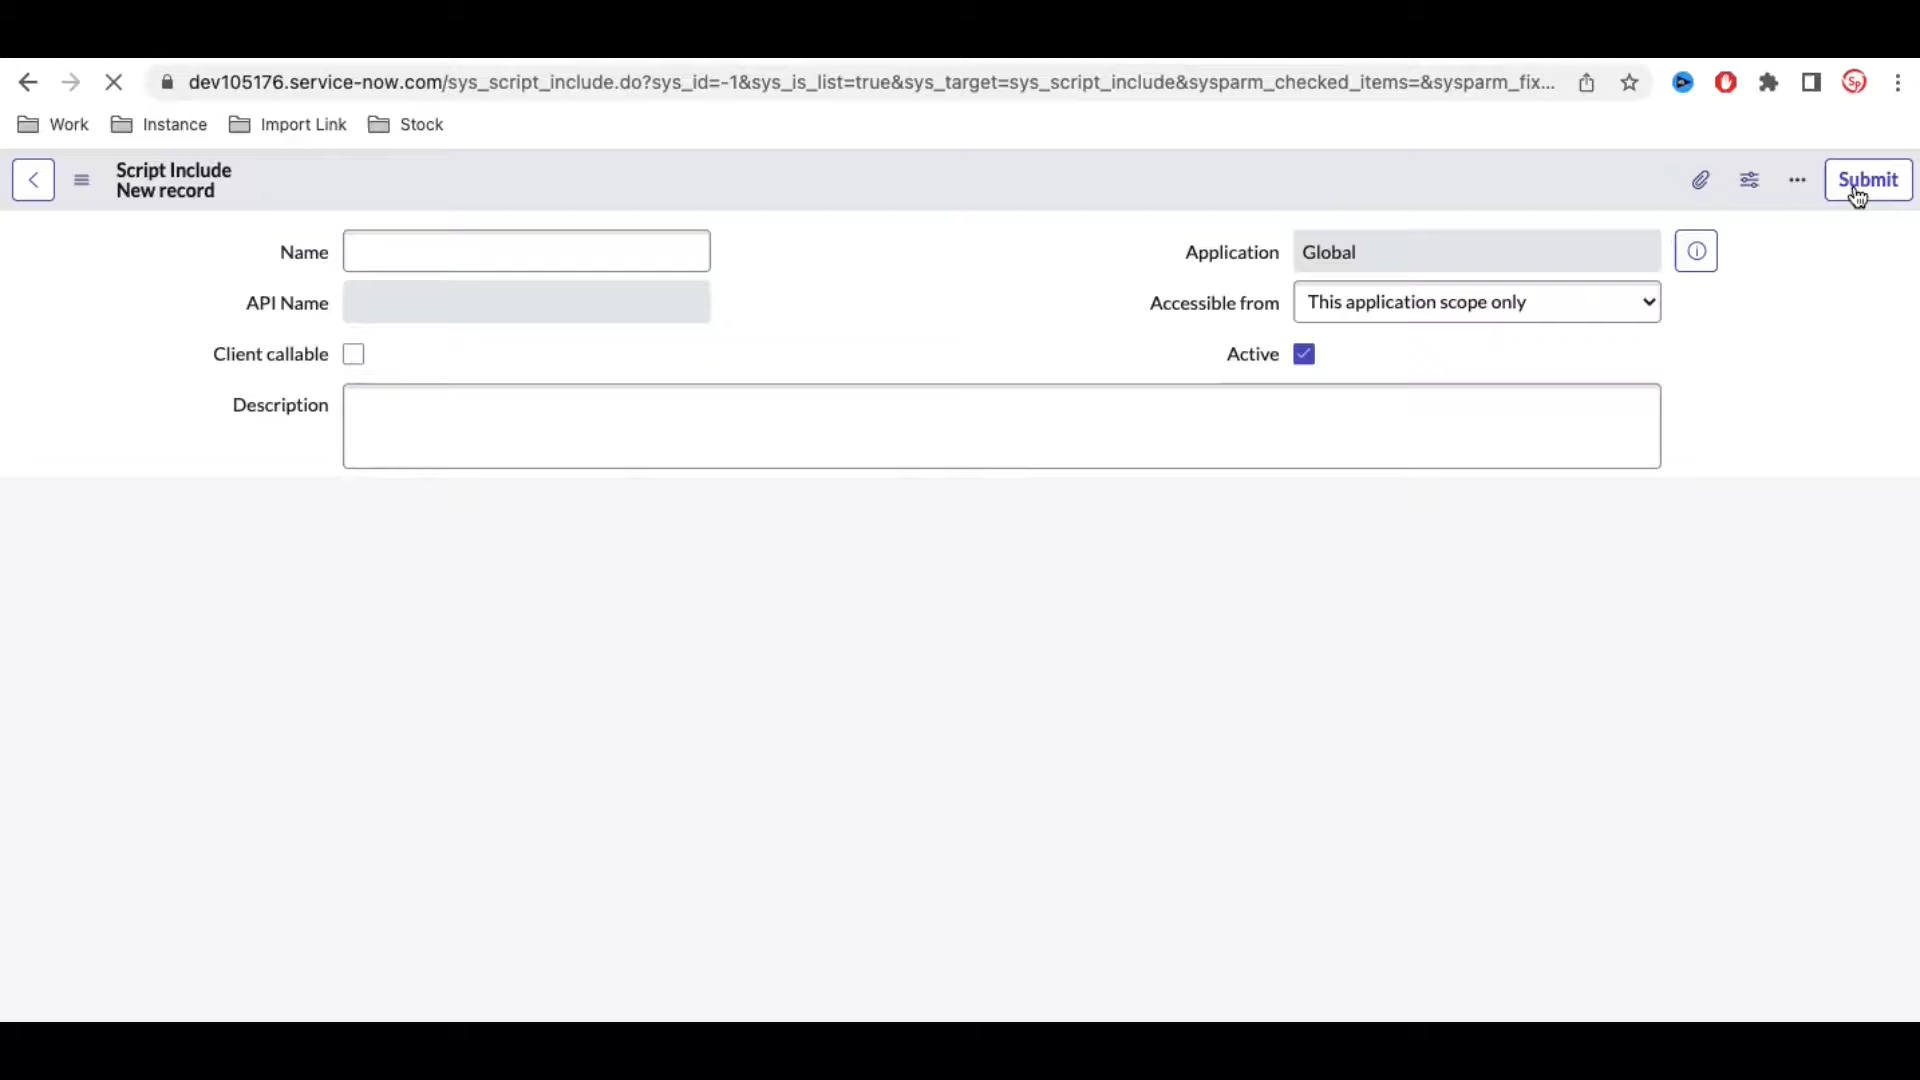 dev105176.service-now.com/sys_script_include.do?sys_id=-1&sys_is_list=true&sys_target=sys_script_include&sysparm_checked_items=&sysparm_fix...
Sp
Work Instance Import Link Stock
Script Include
New record
Submit
Name
Application Global
API Name
Accessible from This application scope only
Client callable
Active
Description